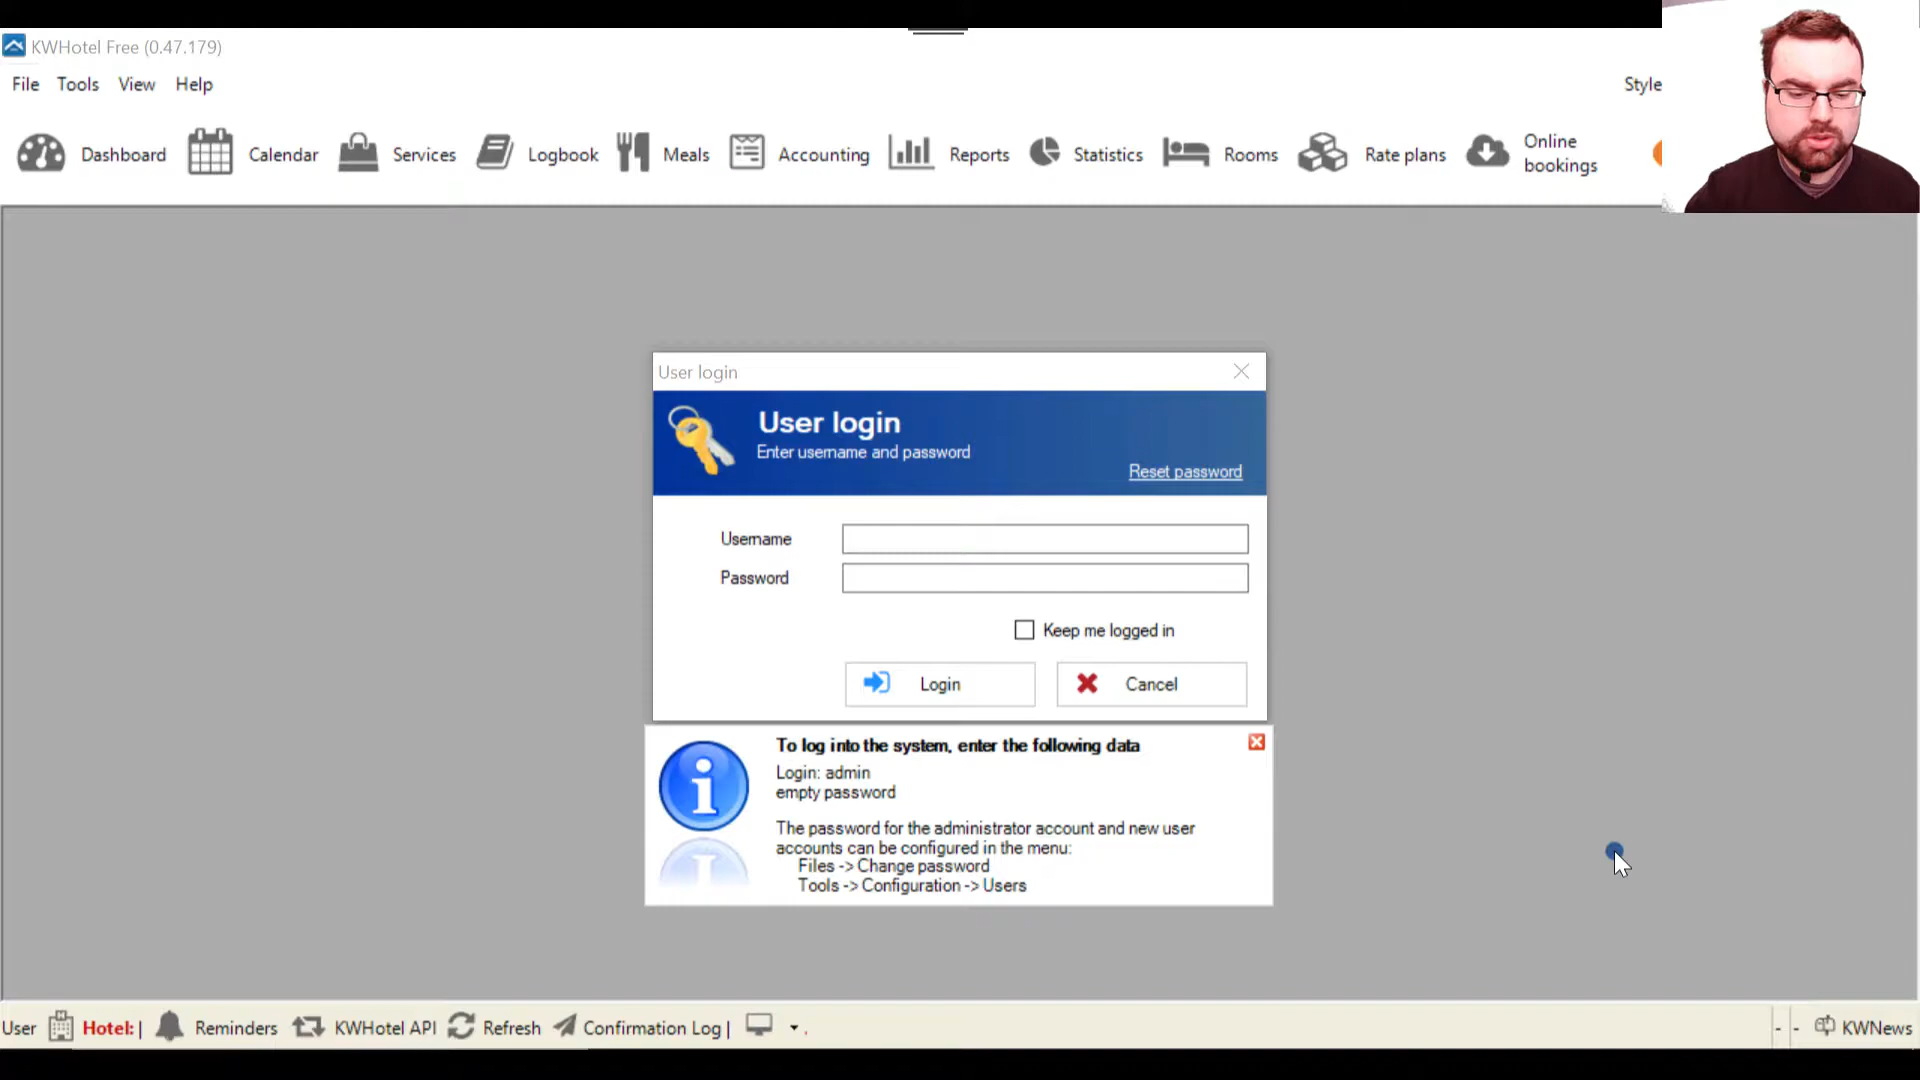 KWHotel Free (0.47.179)
File Tools View Help Style
Dashboard Calendar Services Logbook Meals Accounting Reports Statistics Rooms Rate plans Online bookings
User login
User login
Enter username and password
Reset password
Username
Password
Keep me logged in
Login Cancel
To log into the system, enter the following data
Login: admin
empty password
The password for the administrator account and new user
accounts can be configured in the menu:
Files -> Change password
Tools -> Configuration -> Users
User Hotel: | Reminders KWHotel API Refresh Confirmation Log | . - - KWNews